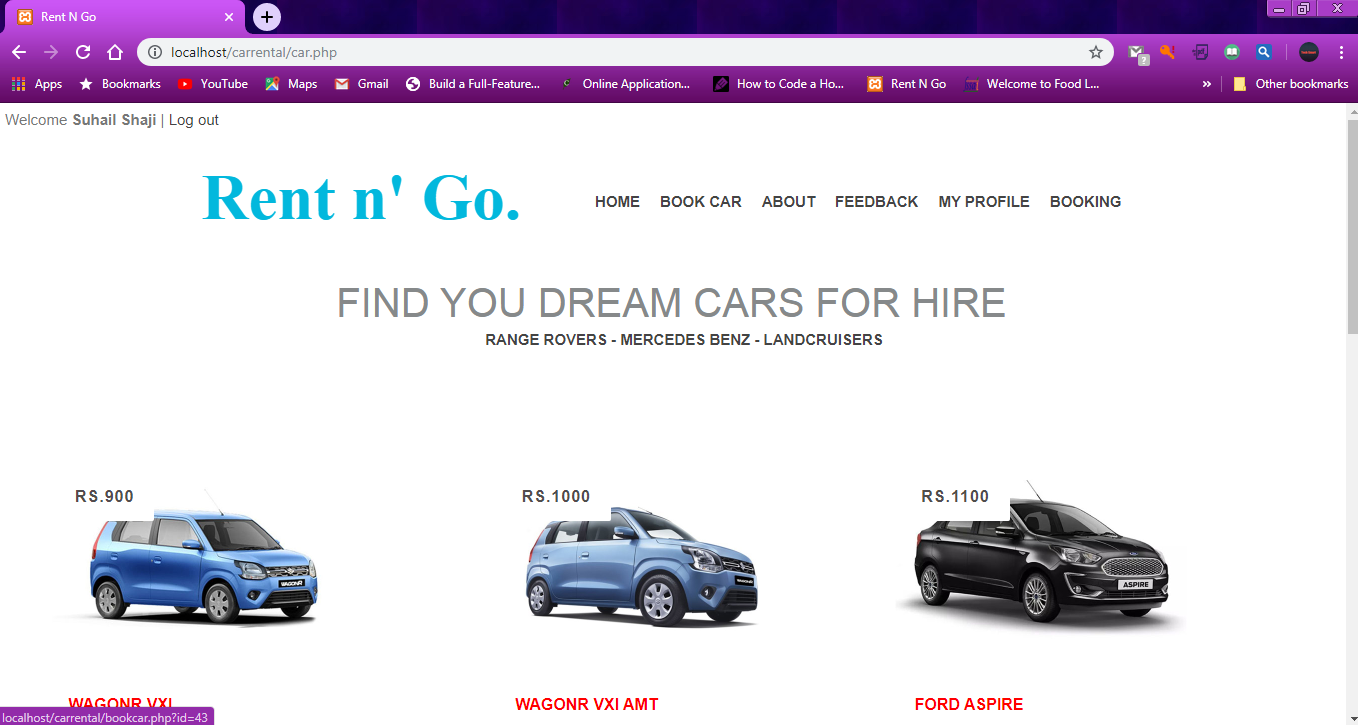 Rent N Go
localhost/carrental/car.php
Apps Bookmarks YouTube Maps Gmail Build a Full-Feature... Online Application... How to Code a Ho... Rent N Go Welcome to Food L... » Other bookmarks
Welcome Suhail Shaji | Log out
Rent n' Go.
HOME BOOK CAR ABOUT FEEDBACK MY PROFILE BOOKING
FIND YOU DREAM CARS FOR HIRE
RANGE ROVERS - MERCEDES BENZ - LANDCRUISERS
RS.900 RS.1000 RS.1100
WAGONR
WAGONR
ASPIRE
WAGONR VXI WAGONR VXI AMT FORD ASPIRE
localhost/carrental/bookcar.php?id=43